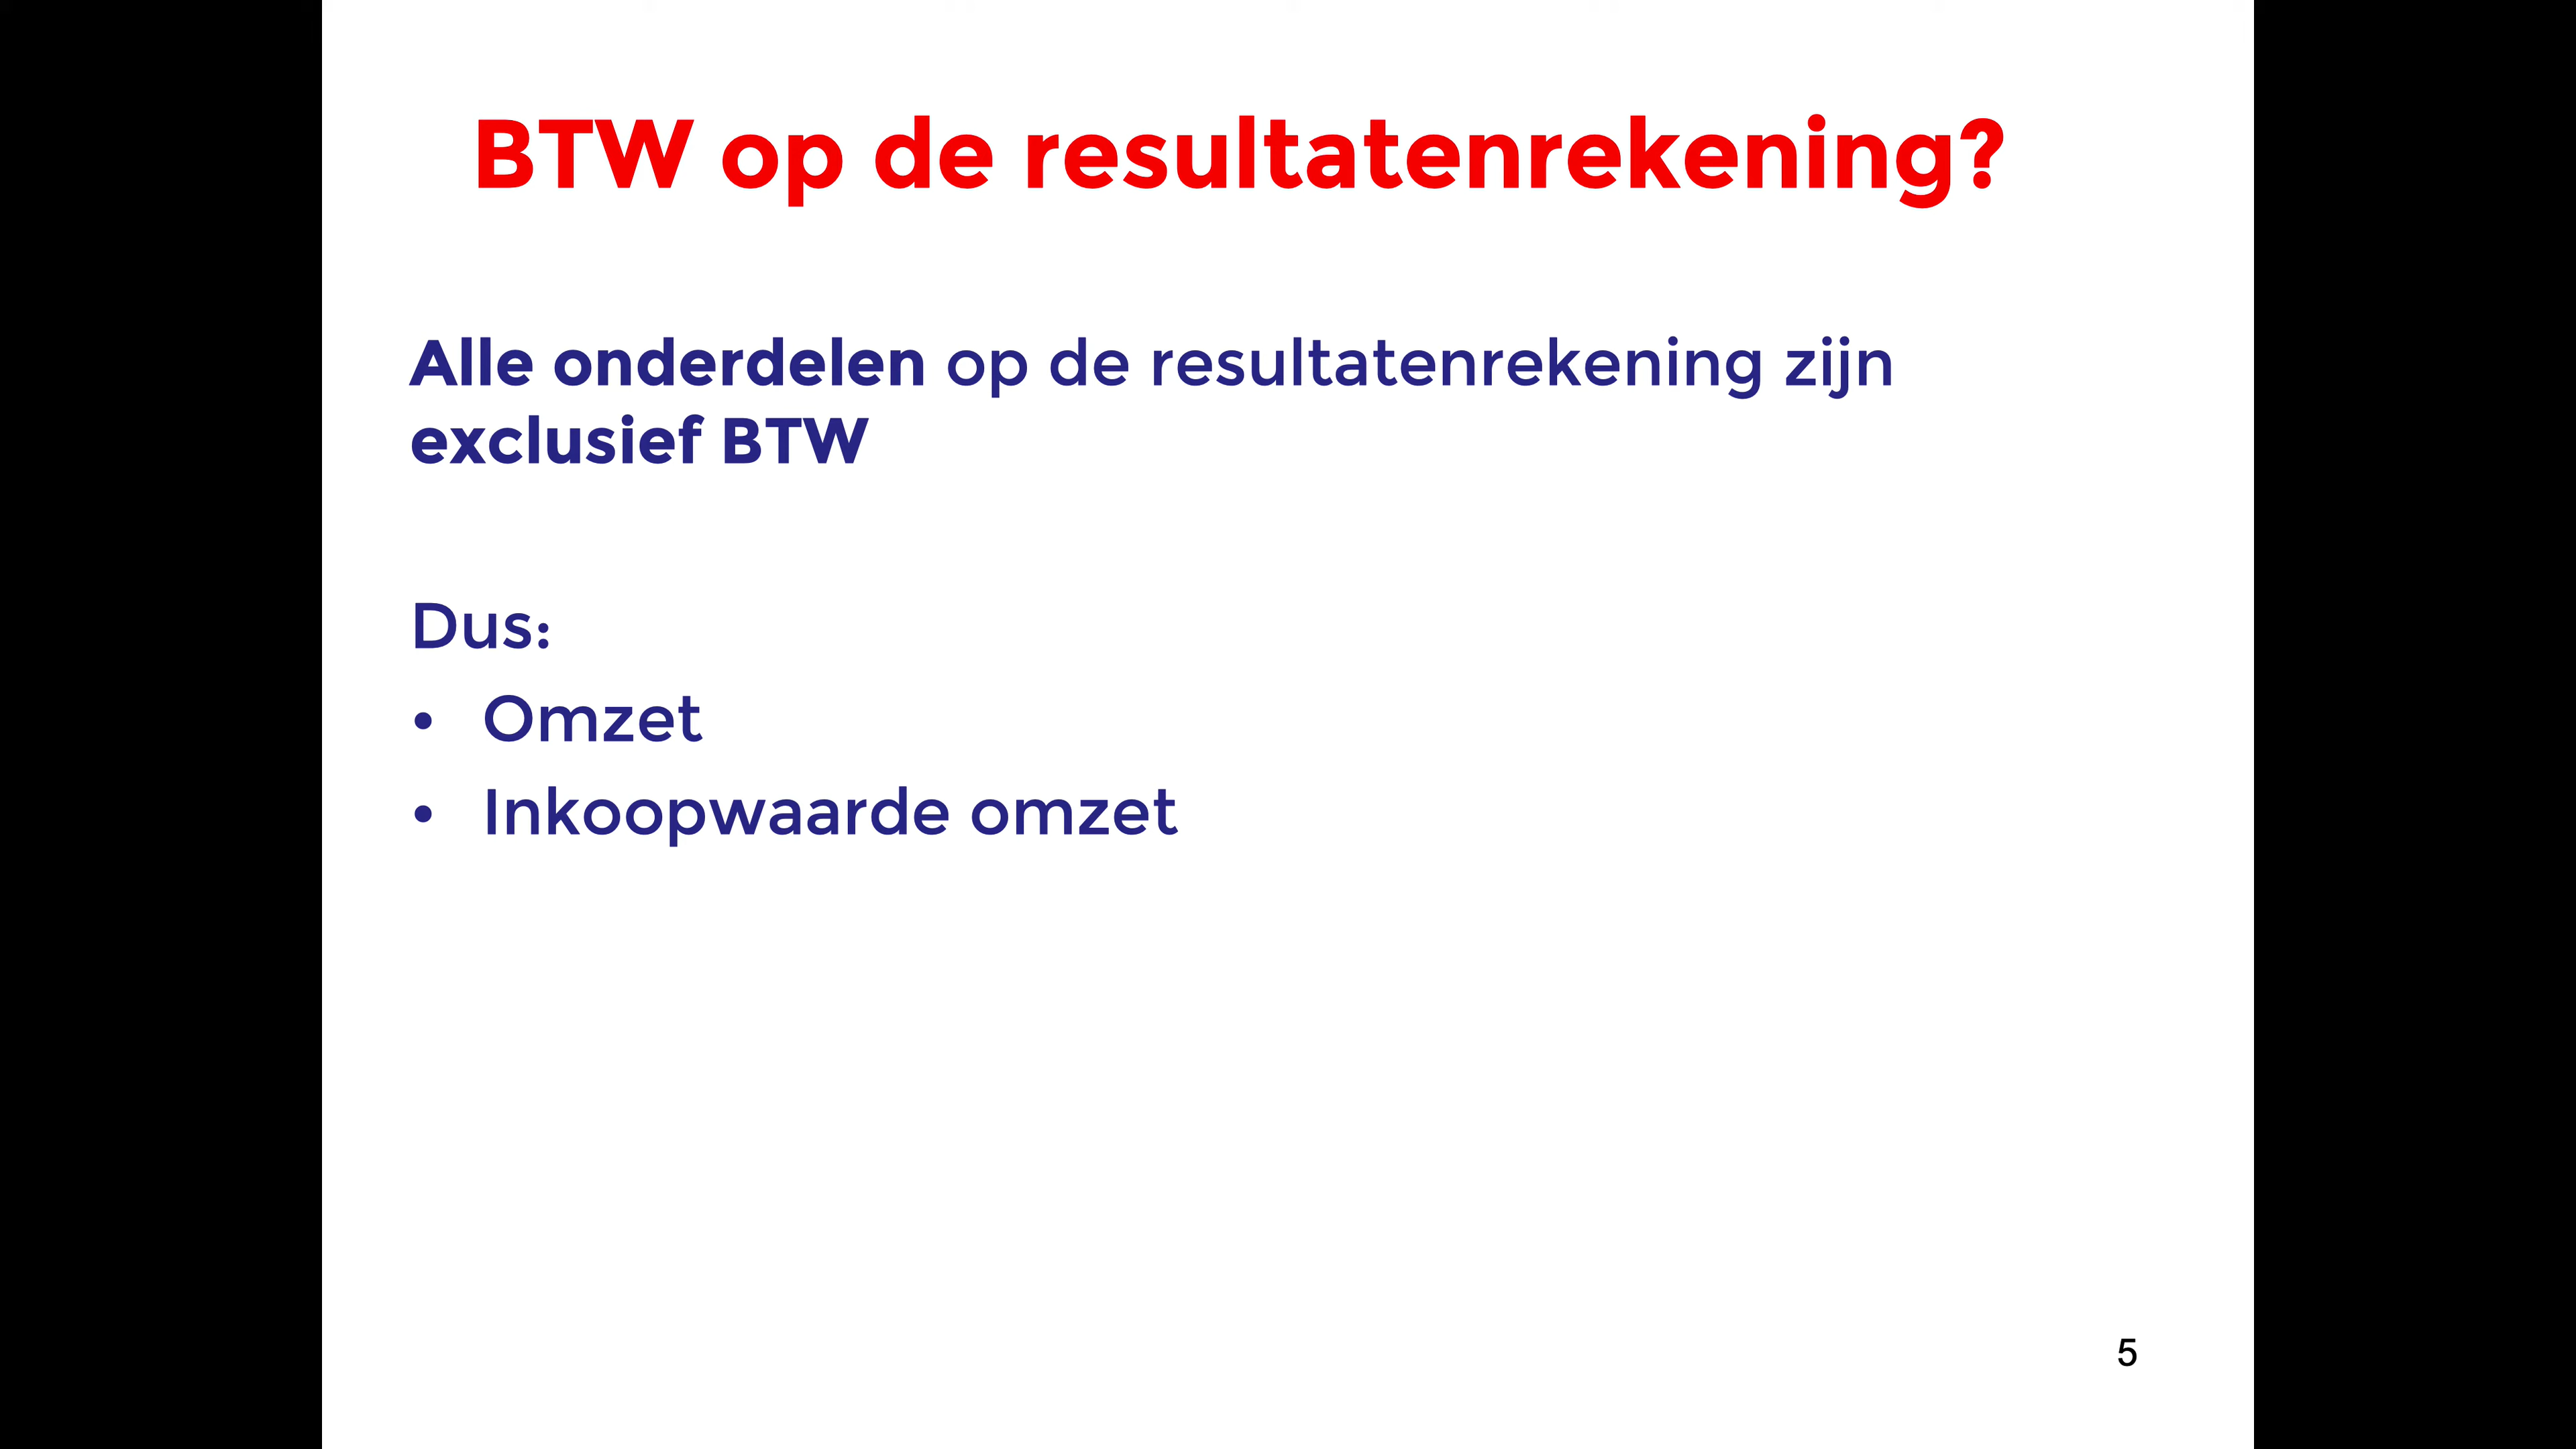 BTW op de resultatenrekening?
Alle onderdelen op de resultatenrekening zijn
exclusief BTW
Dus:
• Omzet
• Inkoopwaarde omzet
5